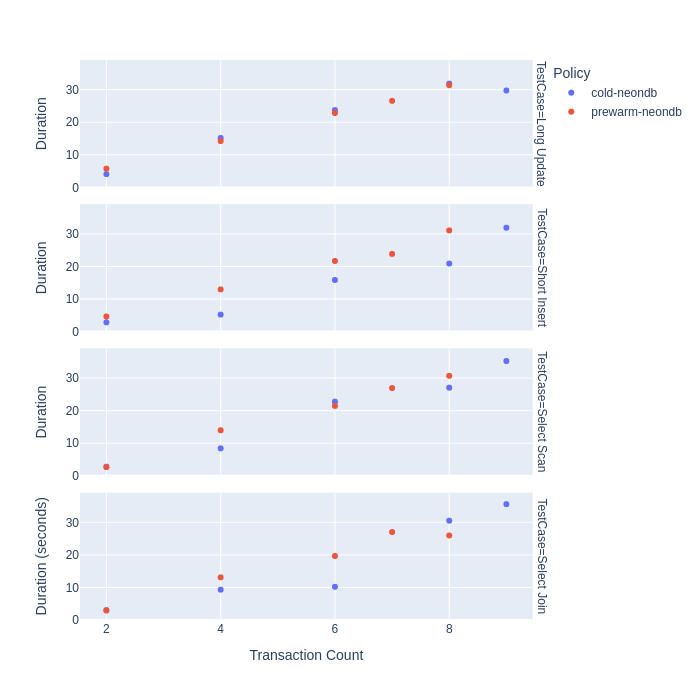 Policy
cold-neondb
prewarm-neondb
Duration
30
20
10
0
TestCase=Long Update
Duration
30
20
10
0
TestCase=Short Insert
Duration
30
20
10
0
TestCase=Select Scan
Duration (seconds)
30
20
10
0
TestCase=Select Join
2 4 6 8
Transaction Count